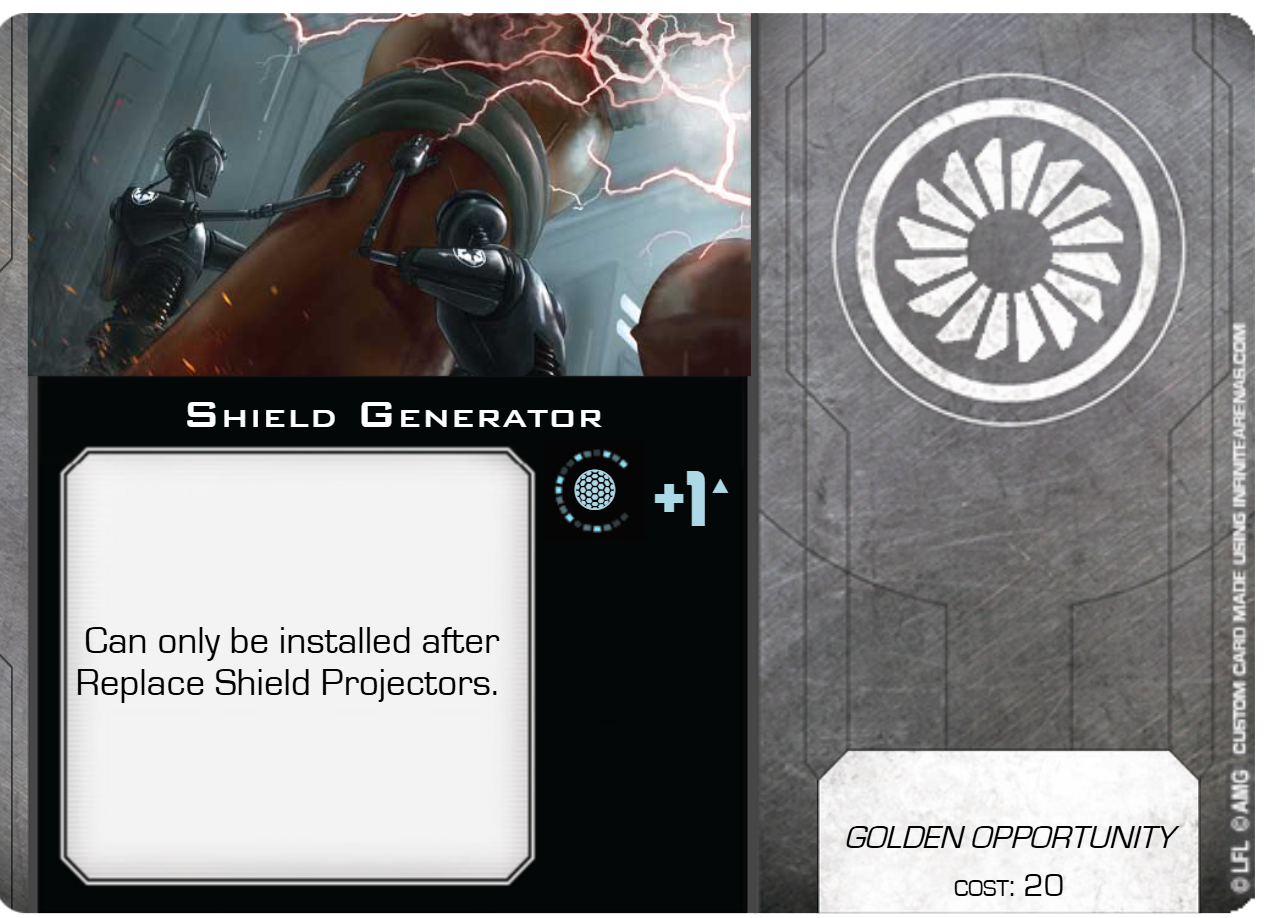 Shield Generator
+1
Can only be installed after
Replace Shield Projectors.
GOLDEN OPPORTUNITY
COST: 20
© LFL © AMG CUSTOM CARD MADE USING INFINITEARENAS.COM